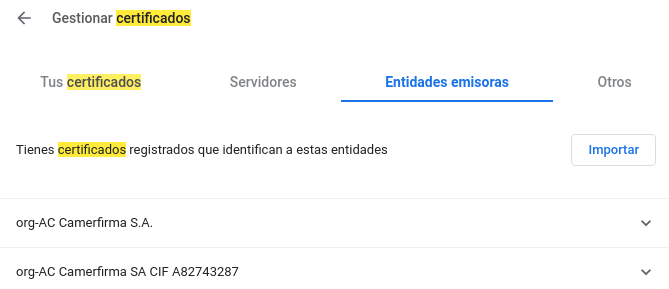 Gestionar certificados
Tus certificados Servidores Entidades emisoras Otros
Tienes certificados registrados que identifican a estas entidades Importar
org-AC Camerfirma S.A.
org-AC Camerfirma SA CIF A82743287